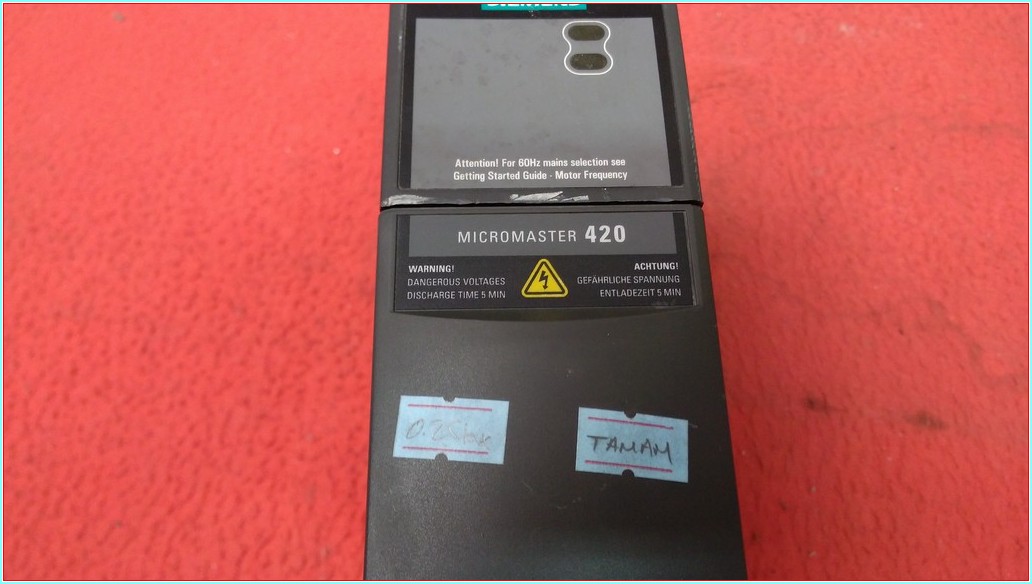 SIEMENS
Attention! For 60Hz mains selection see
Getting Started Guide - Motor Frequency
MICROMASTER 420
WARNING!
DANGEROUS VOLTAGES
DISCHARGE TIME 5 MIN
ACHTUNG!
GEFÄHRLICHE SPANNUNG
ENTLADEZEIT 5 MIN
TAMAM